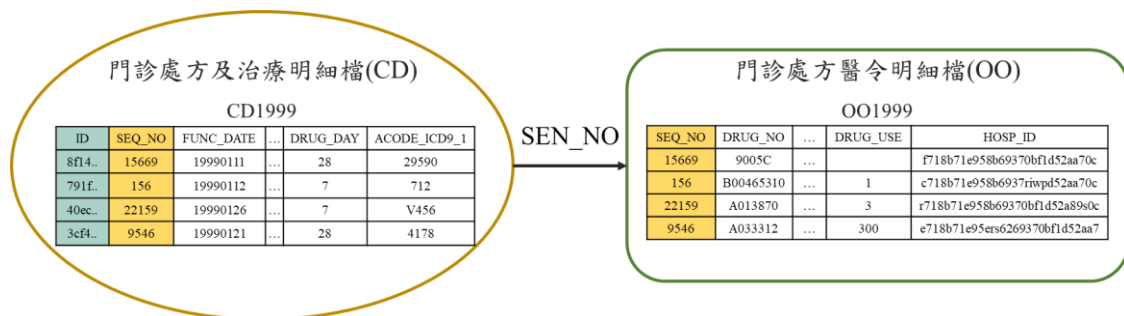 門診處方及治療明細檔(CD)
CD1999
ID SEQ_NO FUNC_DATE ... DRUG_DAY ACODE_ICD9_1
8f14.. 15669 19990111 ... 28 29590
791f.. 156 19990112 ... 7 712
40ec.. 22159 19990126 ... 7 V456
3cf4.. 9546 19990121 ... 28 4178
SEN_NO
門診處方醫令明細檔(OO)
OO1999
SEQ_NO DRUG_NO ... DRUG_USE HOSP_ID
15669 9005C ... f718b71e958b69370bf1d52aa70c
156 B00465310 ... 1 c718b71e958b6937riwpd52aa70c
22159 A013870 ... 3 r718b71e958b69370bf1d52a89s0c
9546 A033312 ... 300 e718b71e95ers6269370bf1d52aa7